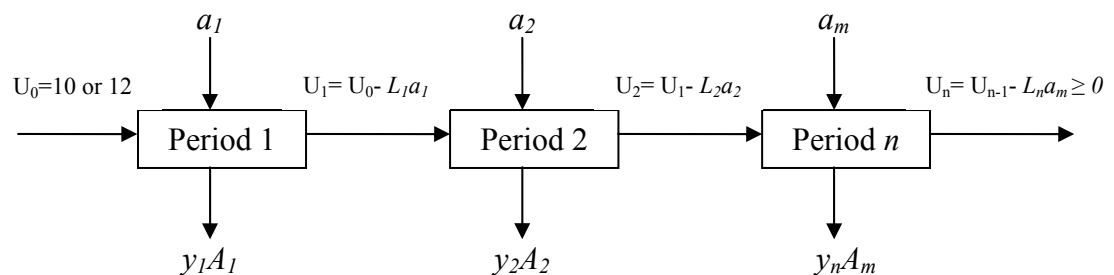 a₁ a₂ aₘ
U₀=10 or 12 U₁= U₀- L₁a₁ U₂= U₁- L₂a₂ Uₙ= Uₙ₋₁- Lₙaₘ ≥ 0
Period 1 Period 2 Period n
y₁A₁ y₂A₂ yₙAₘ